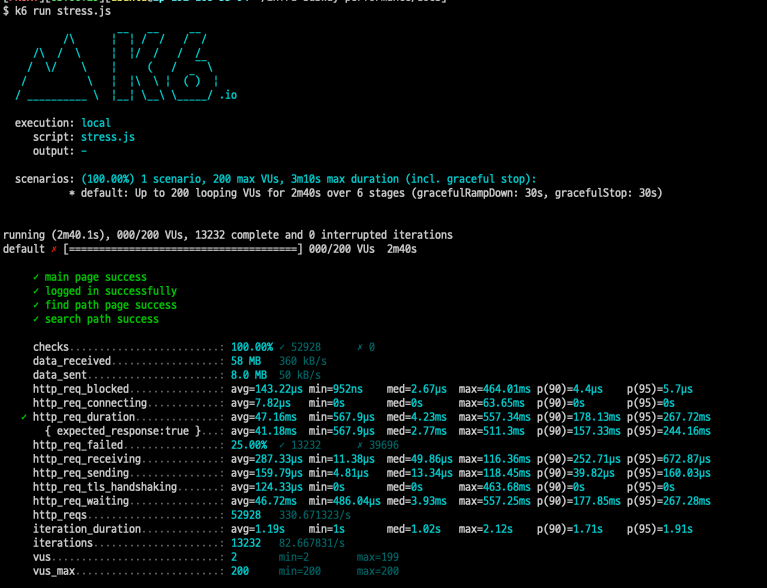 $ k6 run stress.js
.io
execution: local
script: stress.js
output: -
scenarios: (100.00%) 1 scenario, 200 max VUs, 3m10s max duration (incl. graceful stop):
* default: Up to 200 looping VUs for 2m40s over 6 stages (gracefulRampDown: 30s, gracefulStop: 30s)
running (2m40.1s), 000/200 VUs, 13232 complete and 0 interrupted iterations
default ✗ [======================================] 000/200 VUs  2m40s
✓ main page success
✓ logged in successfully
✓ find path page success
✓ search path success
checks.........................: 100.00% ✓ 52928      ✗ 0
data_received..................: 58 MB   360 kB/s
data_sent......................: 8.0 MB  50 kB/s
http_req_blocked...............: avg=143.22µs min=952ns    med=2.67µs  max=464.01ms p(90)=4.4µs    p(95)=5.7µs
http_req_connecting............: avg=7.82µs   min=0s       med=0s      max=63.65ms  p(90)=0s       p(95)=0s
✓ http_req_duration..............: avg=47.16ms  min=567.9µs  med=4.23ms  max=557.34ms p(90)=178.13ms p(95)=267.72ms
{ expected_response:true }...: avg=41.18ms  min=567.9µs  med=2.77ms  max=511.3ms  p(90)=157.33ms p(95)=244.16ms
http_req_failed................: 25.00% ✓ 13232      ✗ 39696
http_req_receiving.............: avg=287.33µs min=11.38µs  med=49.86µs max=116.36ms p(90)=252.71µs p(95)=672.87µs
http_req_sending...............: avg=159.79µs min=4.81µs   med=13.34µs max=118.45ms p(90)=39.82µs  p(95)=160.03µs
http_req_tls_handshaking.......: avg=124.33µs min=0s       med=0s      max=463.68ms p(90)=0s       p(95)=0s
http_req_waiting...............: avg=46.72ms  min=486.04µs med=3.93ms  max=557.25ms p(90)=177.85ms p(95)=267.28ms
http_reqs......................: 52928   330.671323/s
iteration_duration.............: avg=1.19s    min=1s       med=1.02s   max=2.12s    p(90)=1.71s    p(95)=1.91s
iterations.....................: 13232   82.667831/s
vus............................: 2       min=2        max=199
vus_max........................: 200     min=200      max=200